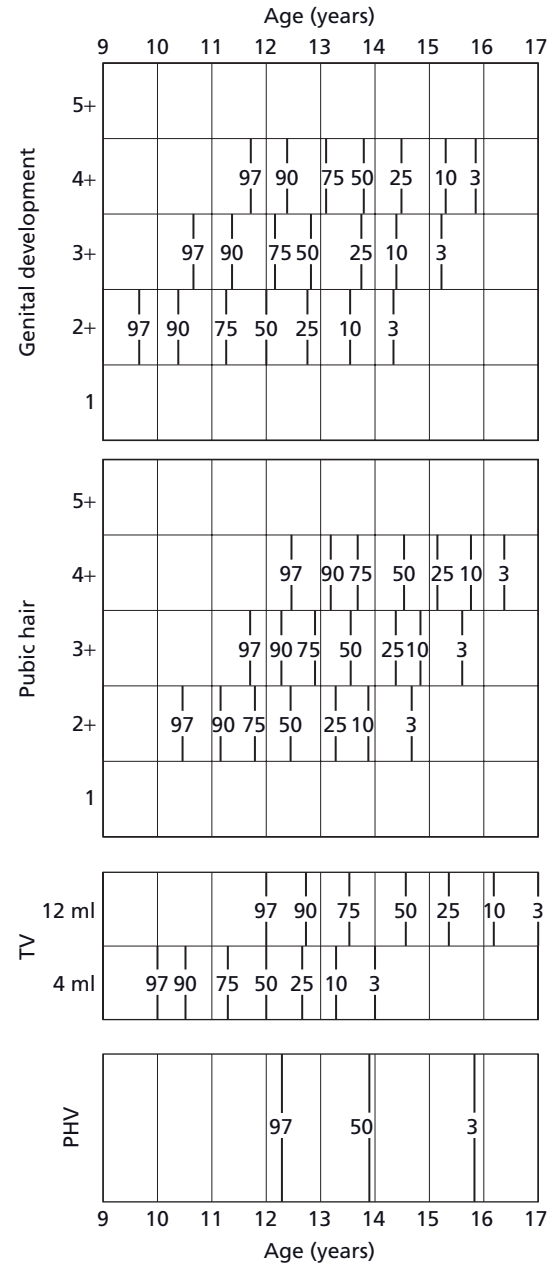 Age (years)
9 10 11 12 13 14 15 16 17
Genital development
5+
4+ 97 90 75 50 25 10 3
3+ 97 90 75 50 25 10 3
2+ 97 90 75 50 25 10 3
1
Pubic hair
5+
4+ 97 90 75 50 25 10 3
3+ 97 90 75 50 25 10 3
2+ 97 90 75 50 25 10 3
1
TV
12 ml 97 90 75 50 25 10 3
4 ml 97 90 75 50 25 10 3
PHV
97 50 3
9 10 11 12 13 14 15 16 17
Age (years)